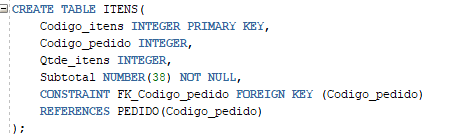 CREATE TABLE ITENS(
Codigo_itens INTEGER PRIMARY KEY,
Codigo_pedido INTEGER,
Qtde_itens INTEGER,
Subtotal NUMBER(38) NOT NULL,
CONSTRAINT FK_Codigo_pedido FOREIGN KEY (Codigo_pedido)
REFERENCES PEDIDO(Codigo_pedido)
);